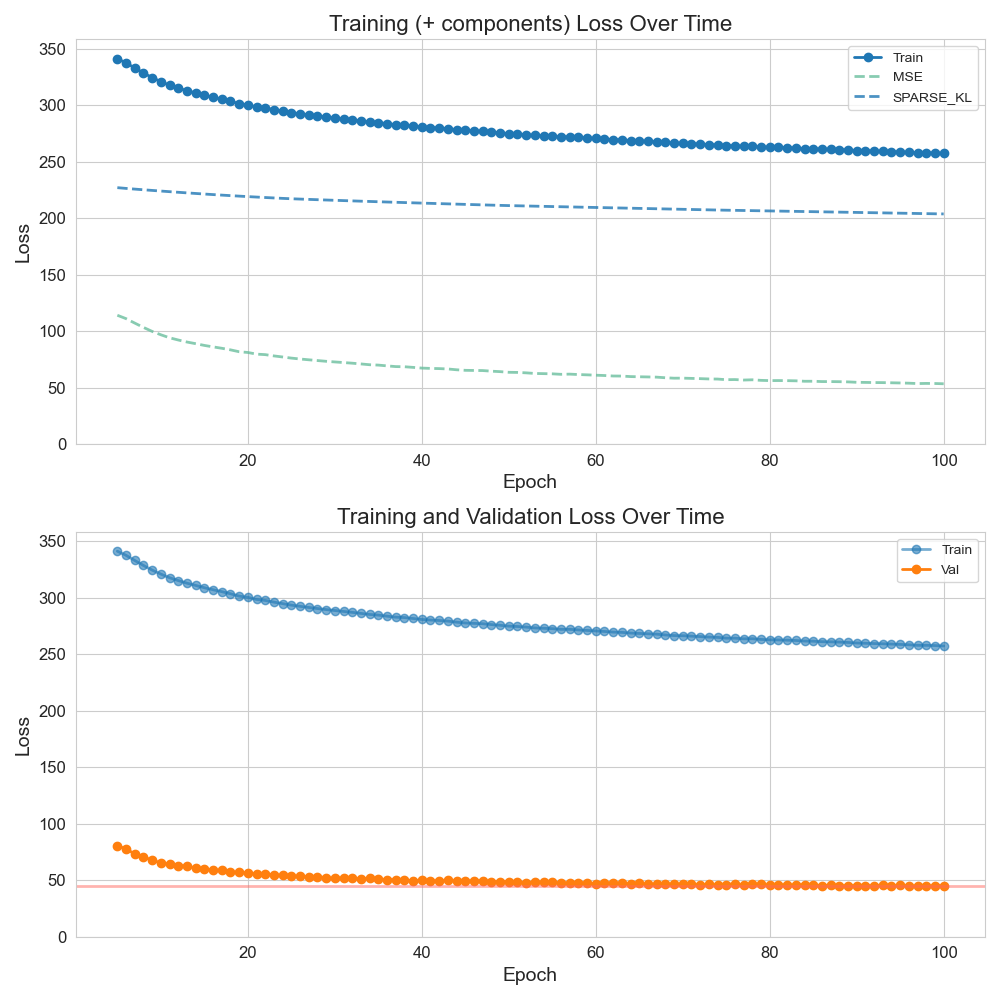 Training (+ components) Loss Over Time
350
300
250
200
150
100
50
0
Loss
Train
MSE
SPARSE_KL
20
40
60
80
100
Epoch
Training and Validation Loss Over Time
350
300
250
200
150
100
50
0
Loss
Train
Val
20
40
60
80
100
Epoch